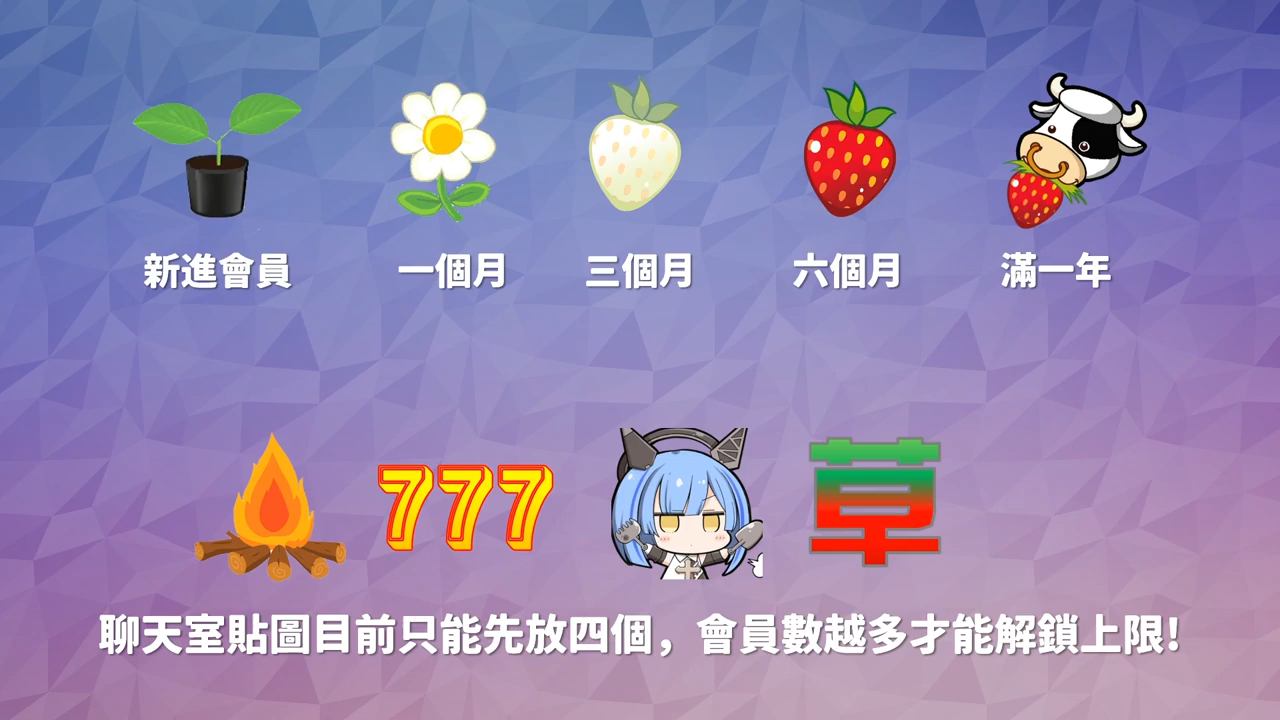 新進會員 一個月 三個月 六個月 滿一年
777 草
聊天室貼圖目前只能先放四個，會員數越多才能解鎖上限!